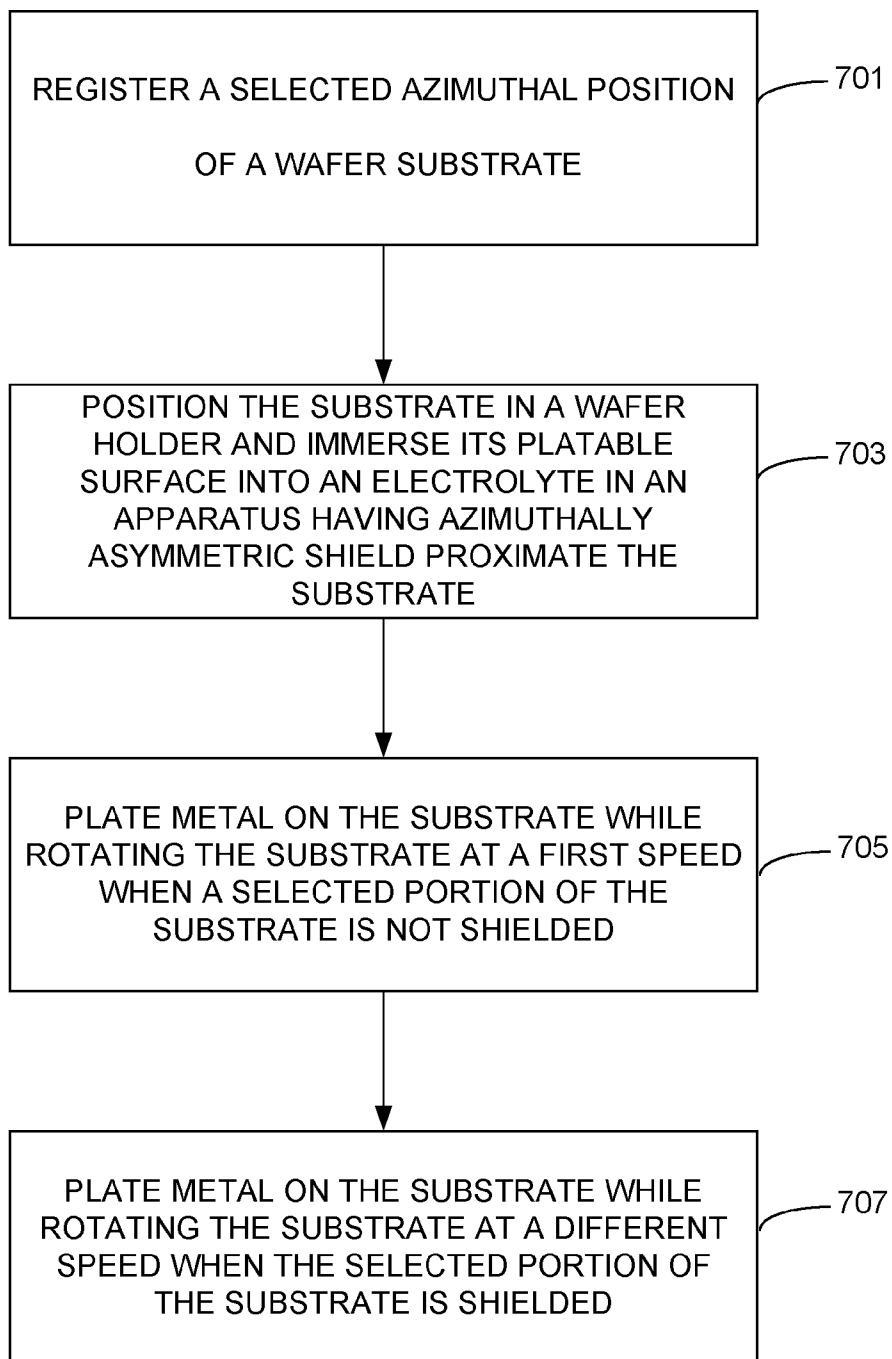 REGISTER A SELECTED AZIMUTHAL POSITION
OF A WAFER SUBSTRATE
701
POSITION THE SUBSTRATE IN A WAFER
HOLDER AND IMMERSE ITS PLATABLE
SURFACE INTO AN ELECTROLYTE IN AN
APPARATUS HAVING AZIMUTHALLY
ASYMMETRIC SHIELD PROXIMATE THE
SUBSTRATE
703
PLATE METAL ON THE SUBSTRATE WHILE
ROTATING THE SUBSTRATE AT A FIRST SPEED
WHEN A SELECTED PORTION OF THE
SUBSTRATE IS NOT SHIELDED
705
PLATE METAL ON THE SUBSTRATE WHILE
ROTATING THE SUBSTRATE AT A DIFFERENT
SPEED WHEN THE SELECTED PORTION OF
THE SUBSTRATE IS SHIELDED
707